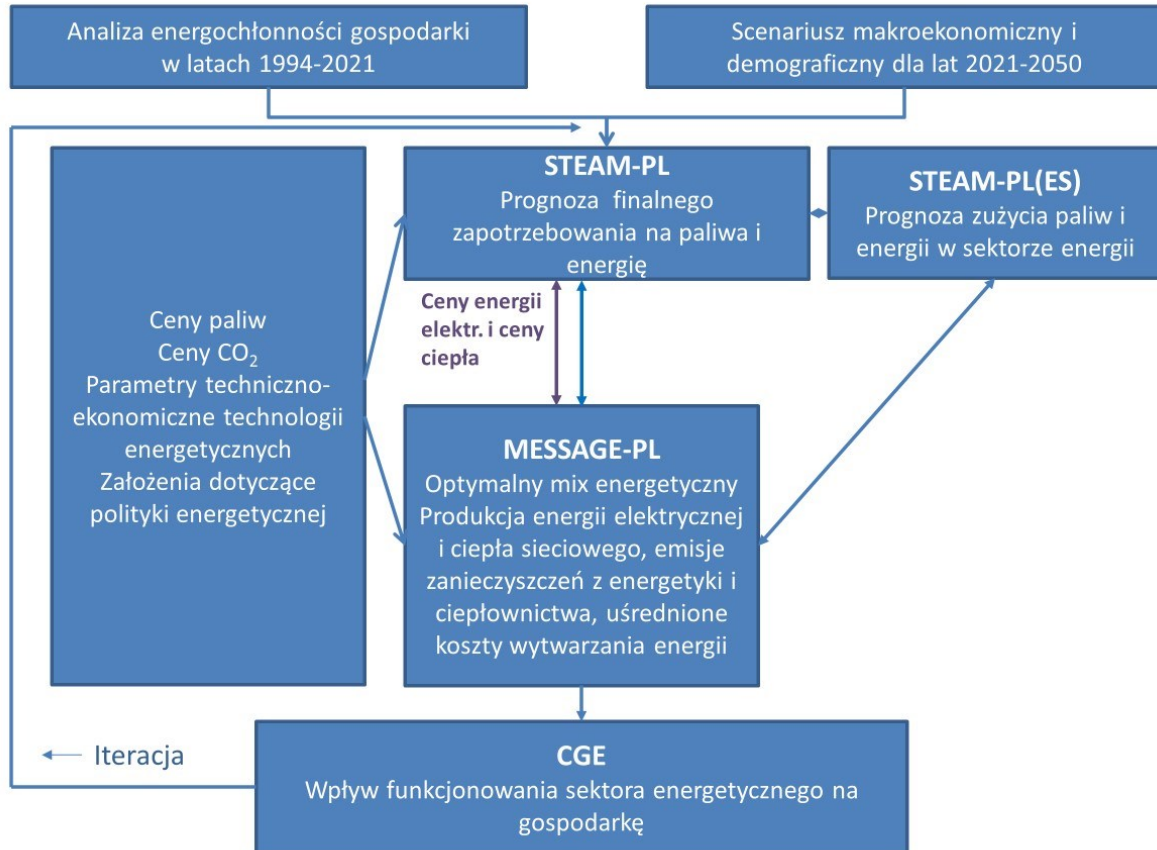 Analiza energochłonności gospodarki
w latach 1994-2021
Scenariusz makroekonomiczny i
demograficzny dla lat 2021-2050
STEAM-PL
Prognoza finalnego
zapotrzebowania na paliwa i
energię
STEAM-PL(ES)
Prognoza zużycia paliw i
energii w sektorze energii
Ceny paliw
Ceny CO₂
Parametry techniczno-
ekonomiczne technologii
energetycznych
Założenia dotyczące
polityki energetycznej
Ceny energii
elektr. i ceny
ciepła
MESSAGE-PL
Optymalny mix energetyczny
Produkcja energii elektrycznej
i ciepła sieciowego, emisje
zanieczyszczeń z energetyki i
ciepłownictwa, uśrednione
koszty wytwarzania energii
Iteracja
CGE
Wpływ funkcjonowania sektora energetycznego na
gospodarkę